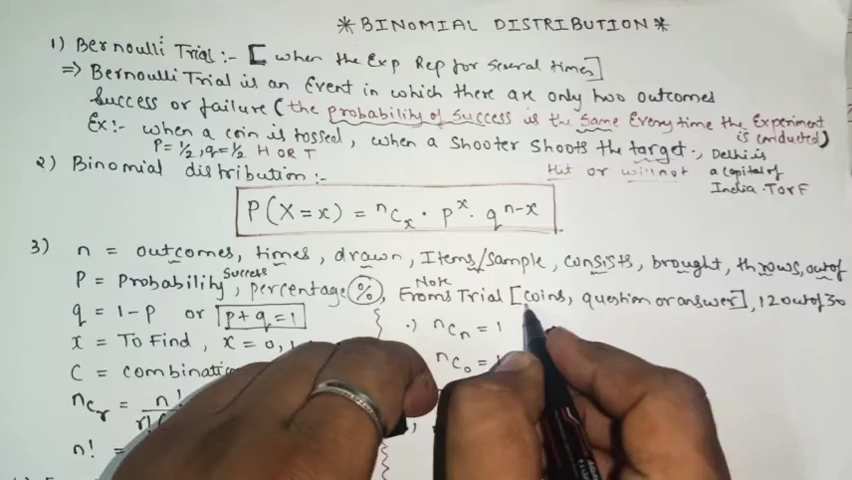 *BINOMIAL DISTRIBUTION*
1) Bernoulli Trial :- [ when the Exp Rep for several times]
=> Bernoulli Trial is an Event in which there are only two outcomes
Success or failure (the probability of success is the same Every time the Experiment
is conducted)
Ex:- when a coin is tossed, when a shooter shoots the target.,
P=1/2, q=1/2 H OR T
Hit or will not
Delhi is
a capital of
India. T or F
2) Binomial distribution :-
P(X=x) = nCx · p^x · q^n-x
3) n = outcomes, times, drawn, Items/sample, consists, brought, throws, out of
P = Probability Success, percentage (%), From Trial [coins, question or answer], 12 out of 30
Note
q = 1-p or p+q=1
·) nCn = 1
x = To Find, x = 0, 1
nC0 =
C = combinati
nCr = n!
n! =